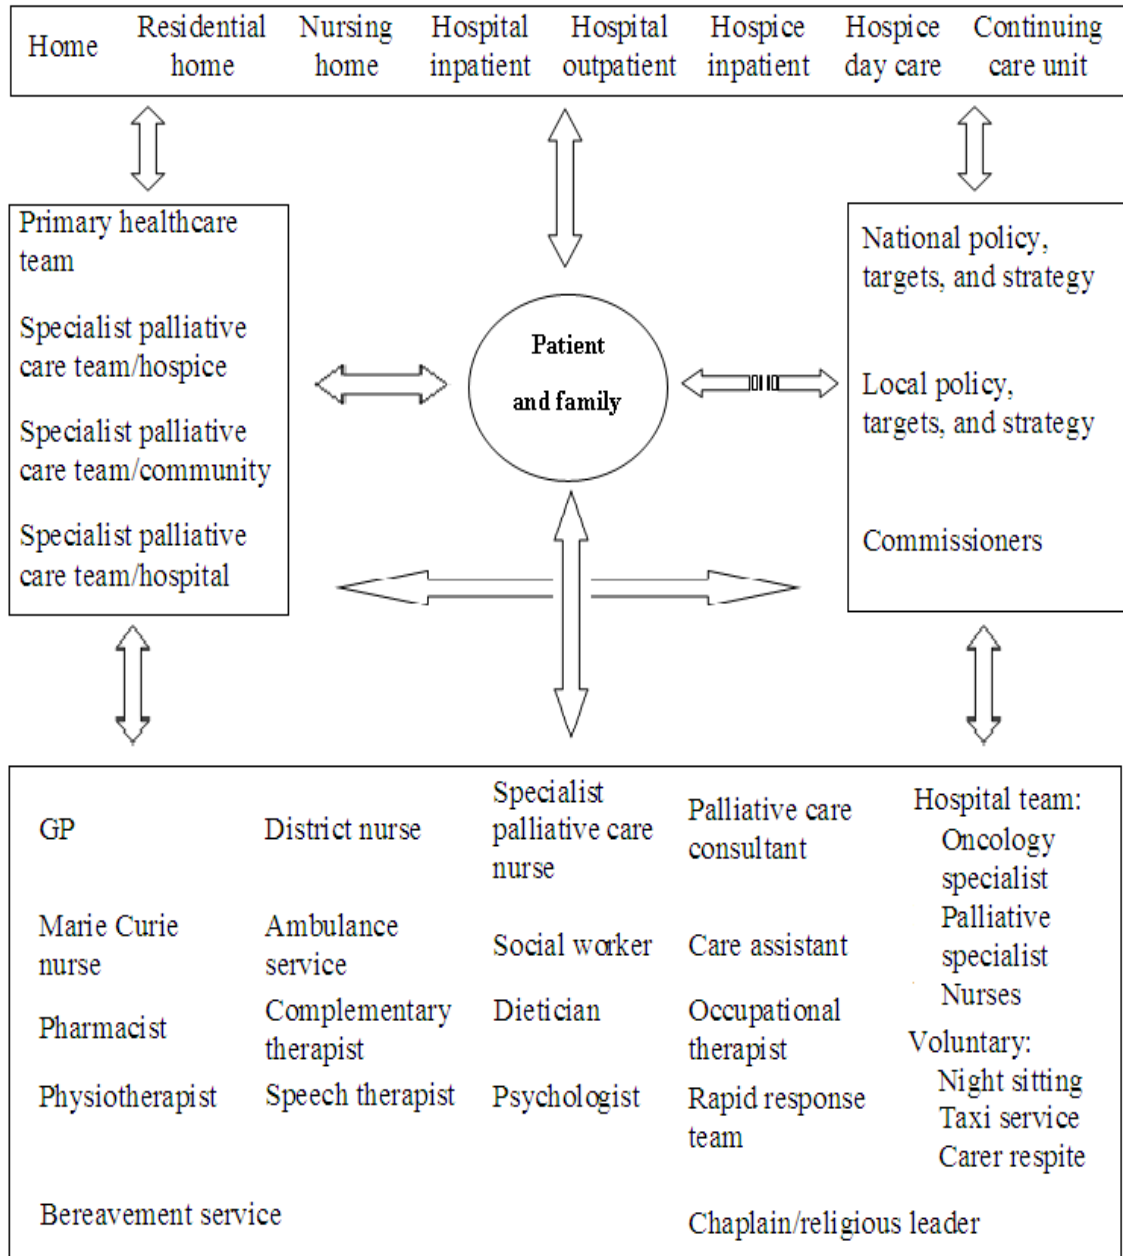 Home
Residential
home
Nursing
home
Hospital
inpatient
Hospital
outpatient
Hospice
inpatient
Hospice
day care
Continuing
care unit
Primary healthcare
team
Specialist palliative
care team/hospice
Specialist palliative
care team/community
Specialist palliative
care team/hospital
Patient
and family
National policy,
targets, and strategy
Local policy,
targets, and strategy
Commissioners
GP
District nurse
Specialist
palliative care
nurse
Palliative care
consultant
Marie Curie
nurse
Ambulance
service
Social worker
Care assistant
Pharmacist
Complementary
therapist
Dietician
Occupational
therapist
Physiotherapist
Speech therapist
Psychologist
Rapid response
team
Bereavement service
Chaplain/religious leader
Hospital team:
Oncology
specialist
Palliative
specialist
Nurses
Voluntary:
Night sitting
Taxi service
Carer respite